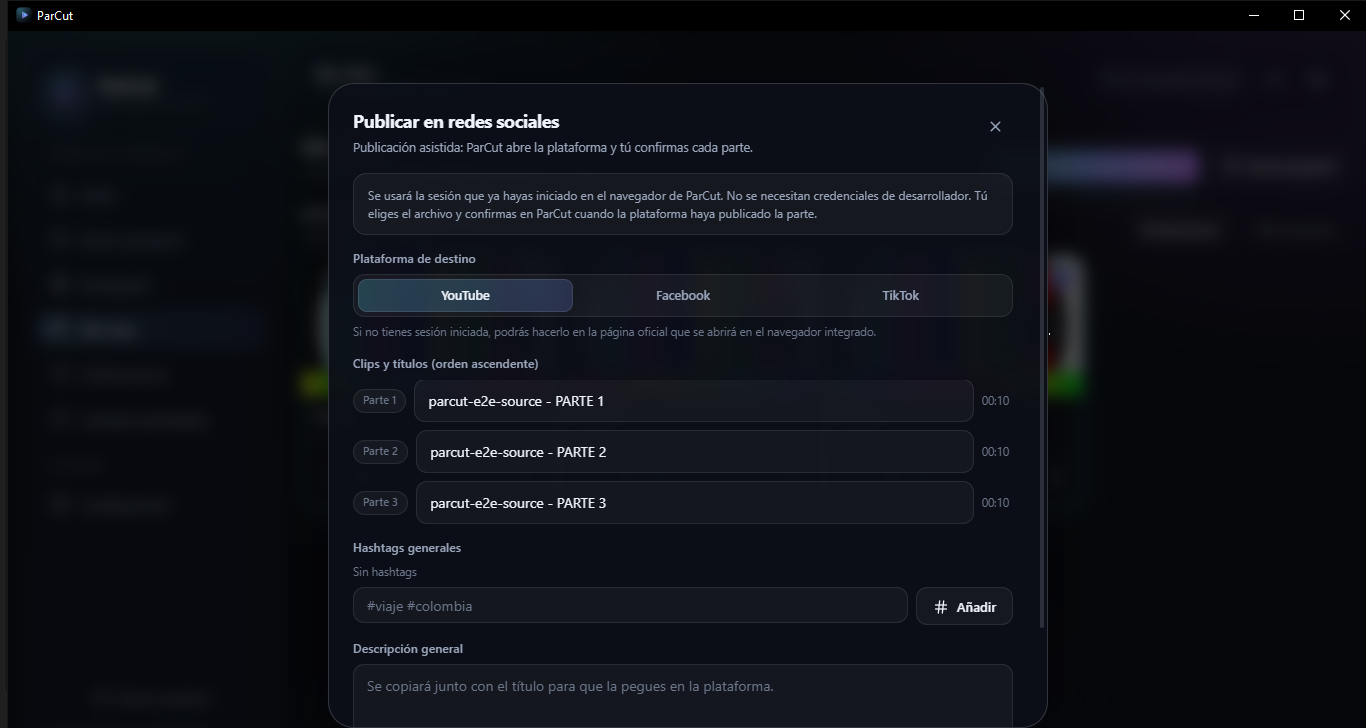 ParCut
Publicar en redes sociales
Publicación asistida: ParCut abre la plataforma y tú confirmas cada parte.
Se usará la sesión que ya hayas iniciado en el navegador de ParCut. No se necesitan credenciales de desarrollador. Tú
eliges el archivo y confirmas en ParCut cuando la plataforma haya publicado la parte.
Plataforma de destino
YouTube Facebook TikTok
Si no tienes sesión iniciada, podrás hacerlo en la página oficial que se abrirá en el navegador integrado.
Clips y títulos (orden ascendente)
Parte 1 parcut-e2e-source - PARTE 1 00:10
Parte 2 parcut-e2e-source - PARTE 2 00:10
Parte 3 parcut-e2e-source - PARTE 3 00:10
Hashtags generales
Sin hashtags
#viaje #colombia # Añadir
Descripción general
Se copiará junto con el título para que la pegues en la plataforma.